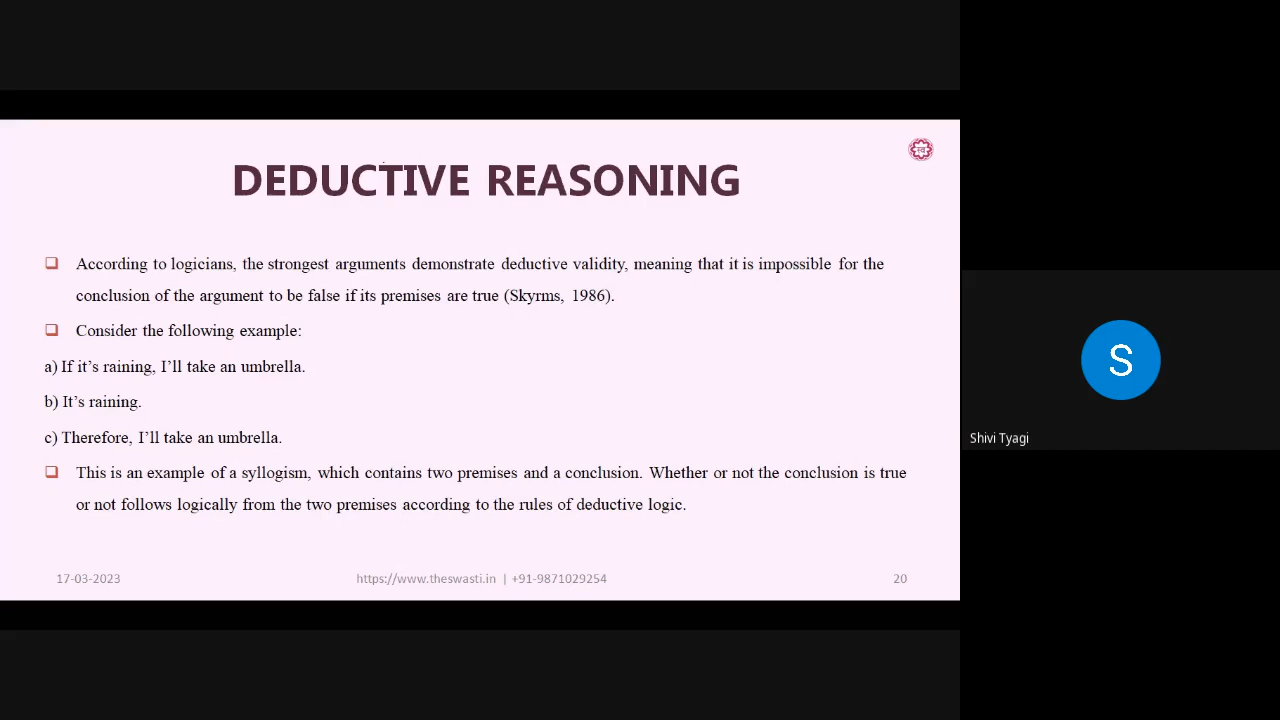 DEDUCTIVE REASONING
According to logicians, the strongest arguments demonstrate deductive validity, meaning that it is impossible for the
conclusion of the argument to be false if its premises are true (Skyrms, 1986).
Consider the following example:
a) If it’s raining, I’ll take an umbrella.
b) It’s raining.
c) Therefore, I’ll take an umbrella.
This is an example of a syllogism, which contains two premises and a conclusion. Whether or not the conclusion is true
or not follows logically from the two premises according to the rules of deductive logic.
17-03-2023
https://www.theswasti.in | +91-9871029254
20
S
Shivi Tyagi